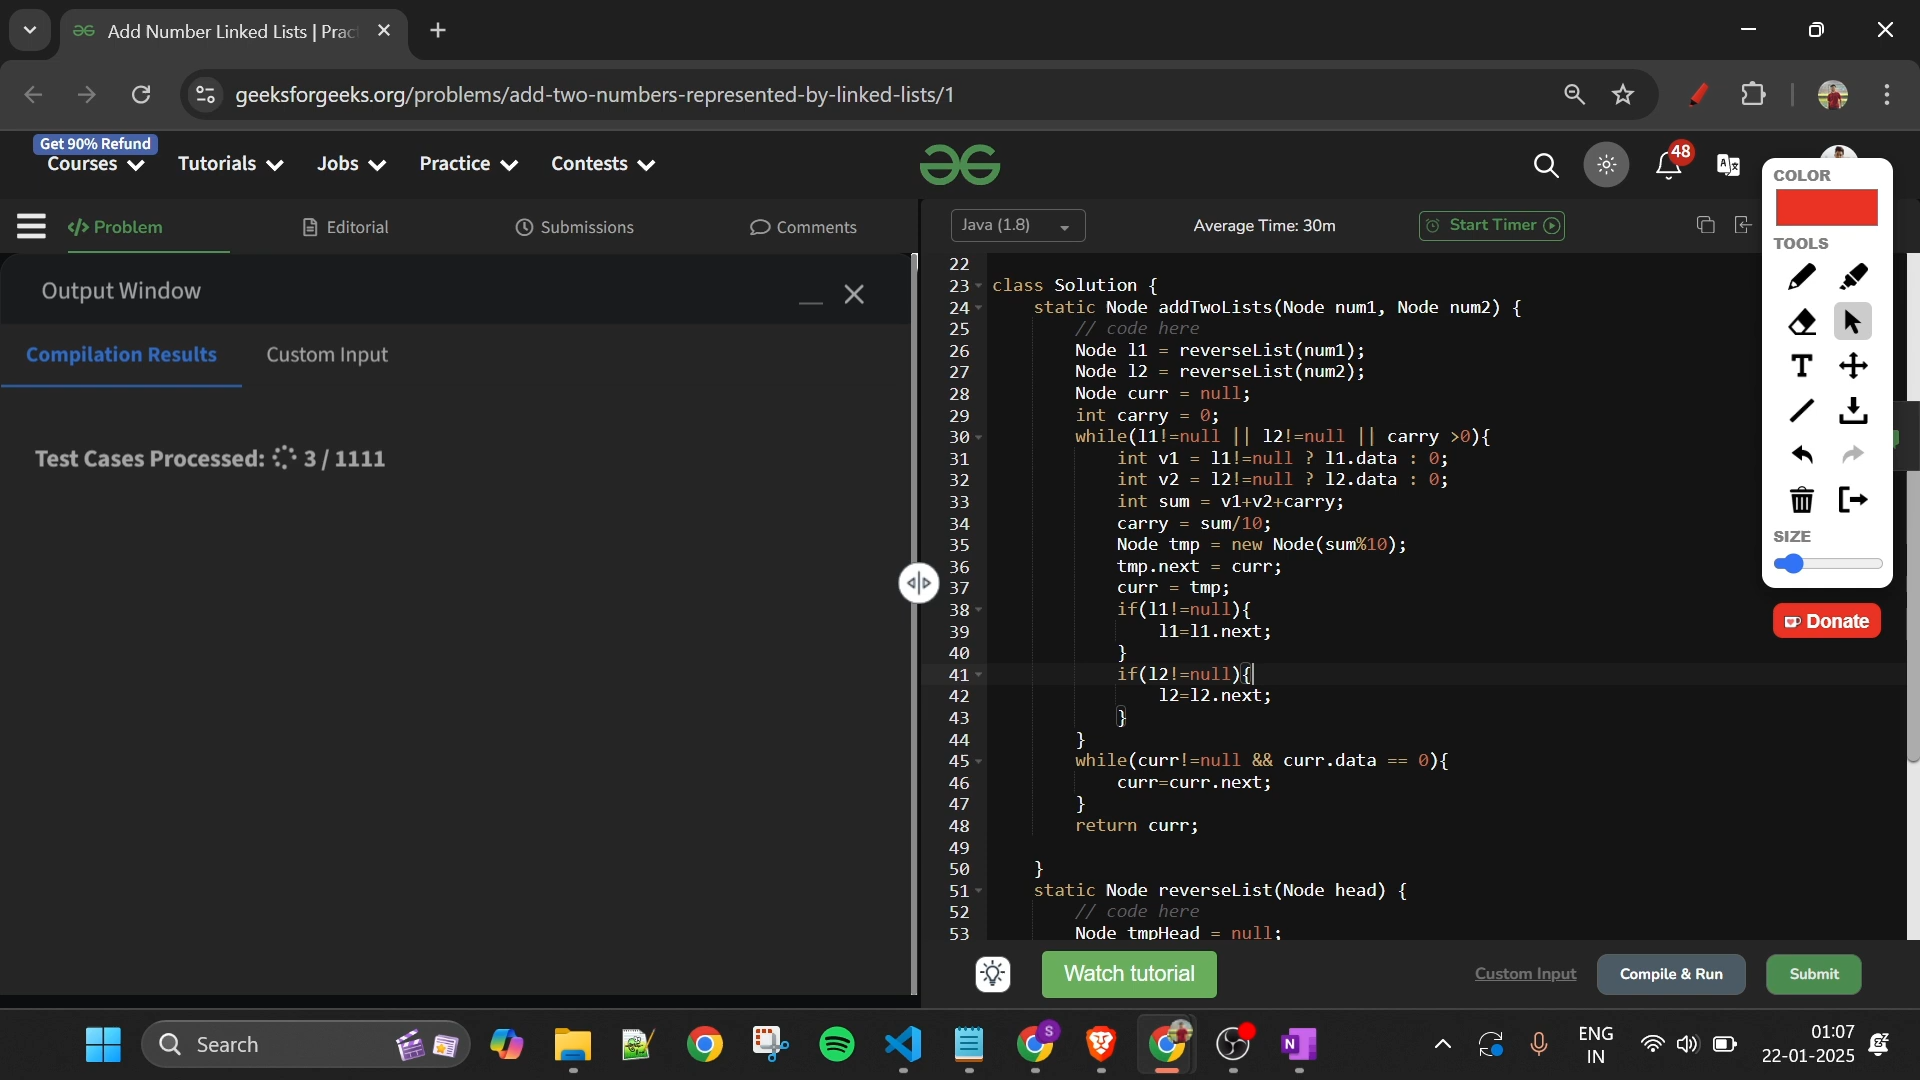 Add Number Linked Lists | Prac
geeksforgeeks.org/problems/add-two-numbers-represented-by-linked-lists/1
Get 90% Refund
Courses
Tutorials
Jobs
Practice
Contests
48
</> Problem
Editorial
Submissions
Comments
Java (1.8)
Average Time: 30m
Start Timer
Output Window
Compilation Results
Custom Input
Test Cases Processed: 3 / 1111
22
23 class Solution {
24 static Node addTwoLists(Node num1, Node num2) {
25 // code here
26 Node l1 = reverseList(num1);
27 Node l2 = reverseList(num2);
28 Node curr = null;
29 int carry = 0;
30 while(l1!=null || l2!=null || carry >0){
31 int v1 = l1!=null ? l1.data : 0;
32 int v2 = l2!=null ? l2.data : 0;
33 int sum = v1+v2+carry;
34 carry = sum/10;
35 Node tmp = new Node(sum%10);
36 tmp.next = curr;
37 curr = tmp;
38 if(l1!=null){
39 l1=l1.next;
40 }
41 if(l2!=null){
42 l2=l2.next;
43 }
44 }
45 while(curr!=null && curr.data == 0){
46 curr=curr.next;
47 }
48 return curr;
49
50 }
51 static Node reverseList(Node head) {
52 // code here
53 Node tmpHead = null;
COLOR
TOOLS
T
SIZE
Donate
Watch tutorial
Custom Input
Compile & Run
Submit
Search
S
N
ENG
IN
01:07
22-01-2025